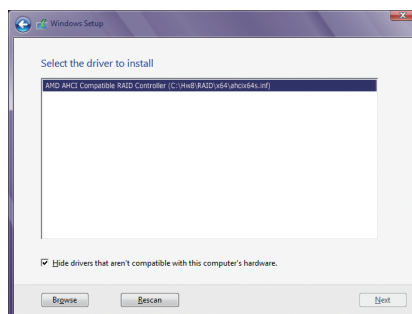 Windows Setup
Select the driver to install
AMD AHCI Compatible RAID Controller (C:\Hw8\RAID\x64\ahcix64s.inf)
Hide drivers that aren't compatible with this computer's hardware.
Browse
Rescan
Next